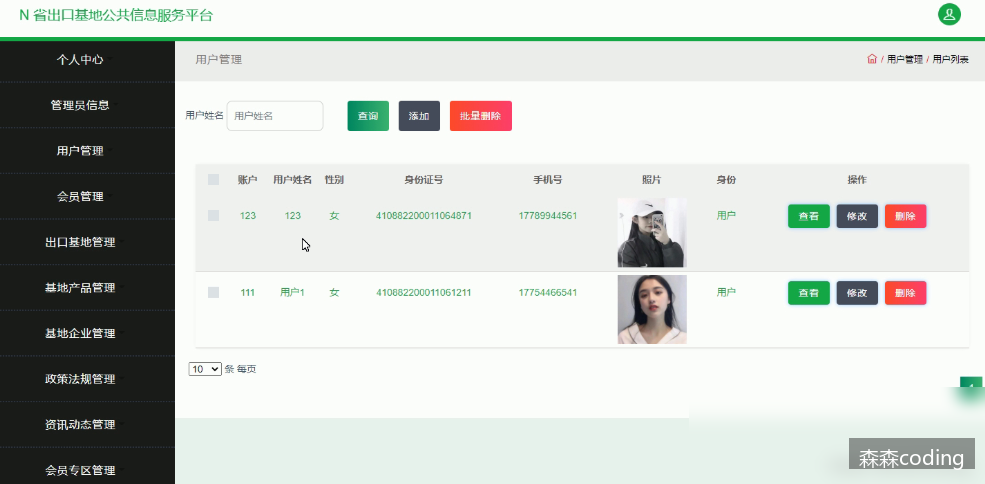 N 省出口基地公共信息服务平台
个人中心
管理员信息
用户管理
会员管理
出口基地管理
基地产品管理
基地企业管理
政策法规管理
资讯动态管理
会员专区管理
用户管理
/ 用户管理 / 用户列表
用户姓名 用户姓名 查询 添加 批量删除
账户 用户姓名 性别 身份证号 手机号 照片 身份 操作
123 123 女 410882200011064871 17789944561 用户 查看 修改 删除
111 用户1 女 410882200011061211 17754466541 用户 查看 修改 删除
10 条 每页
森森coding